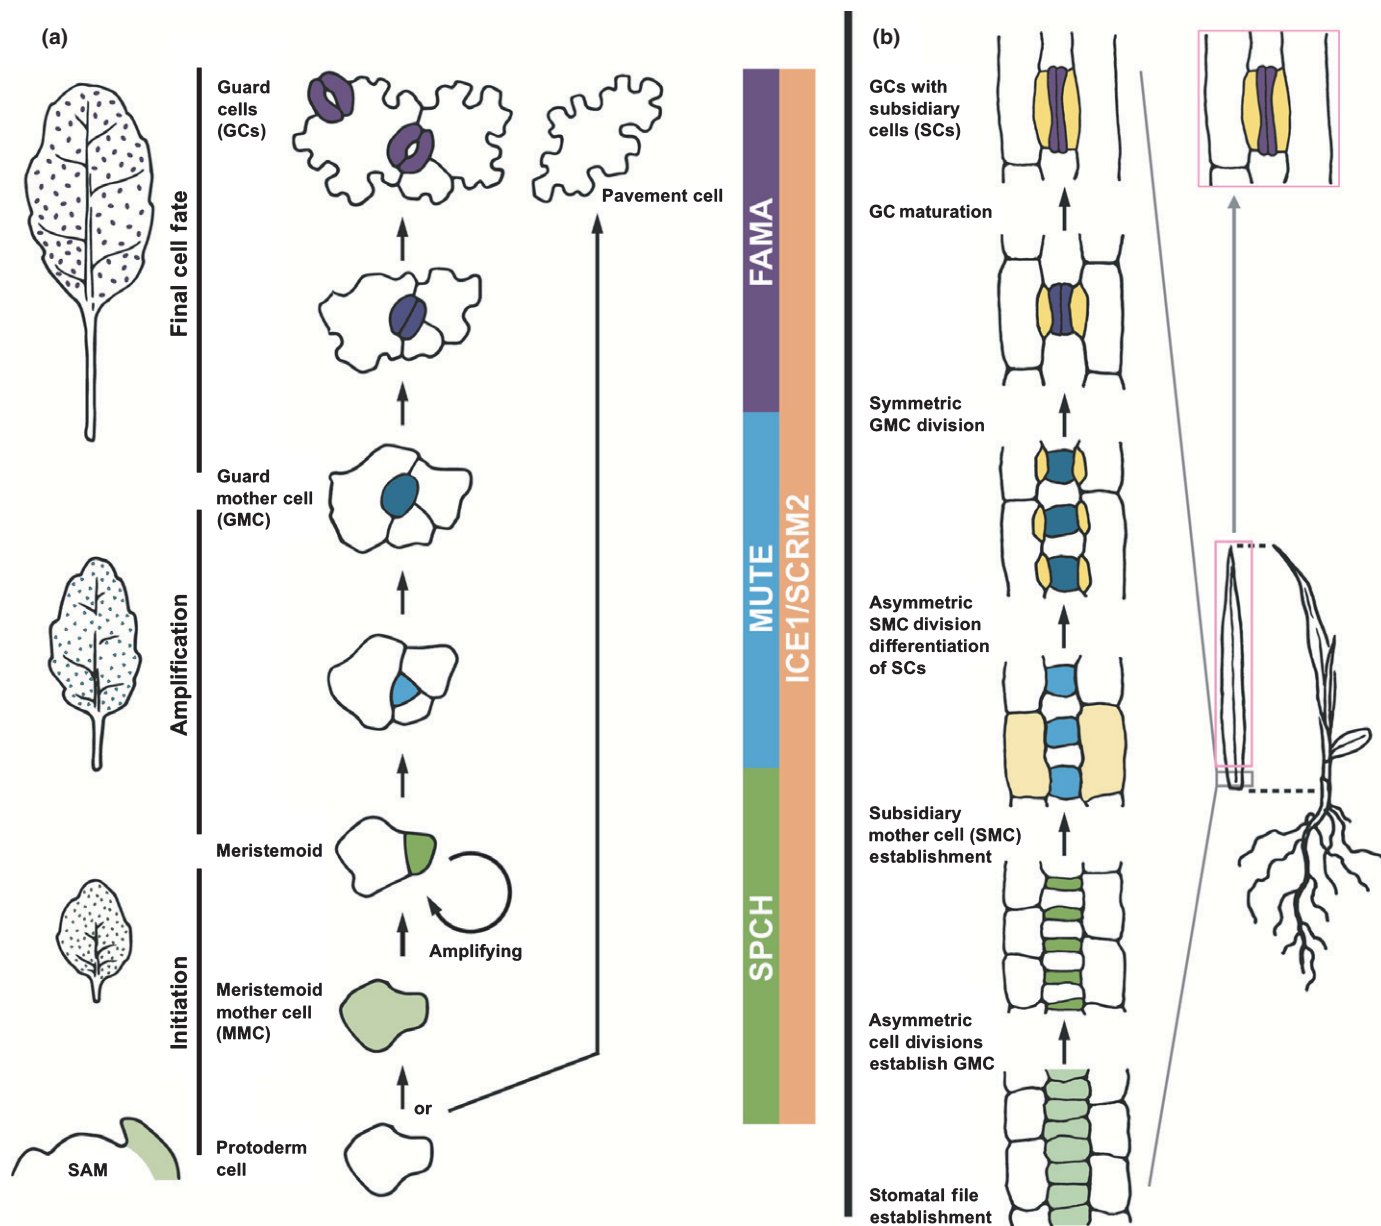 (a)
Guard
cells
(GCs)
Pavement cell
Final cell fate
Guard
mother cell
(GMC)
Amplification
Meristemoid
Amplifying
Initiation
Meristemoid
mother cell
(MMC)
or
Protoderm
cell
SAM
FAMA
MUTE
SPCH
ICE1/SCRM2
(b)
GCs with
subsidiary
cells (SCs)
GC maturation
Symmetric
GMC division
Asymmetric
SMC division
differentiation
of SCs
Subsidiary
mother cell (SMC)
establishment
Asymmetric
cell divisions
establish GMC
Stomatal file
establishment